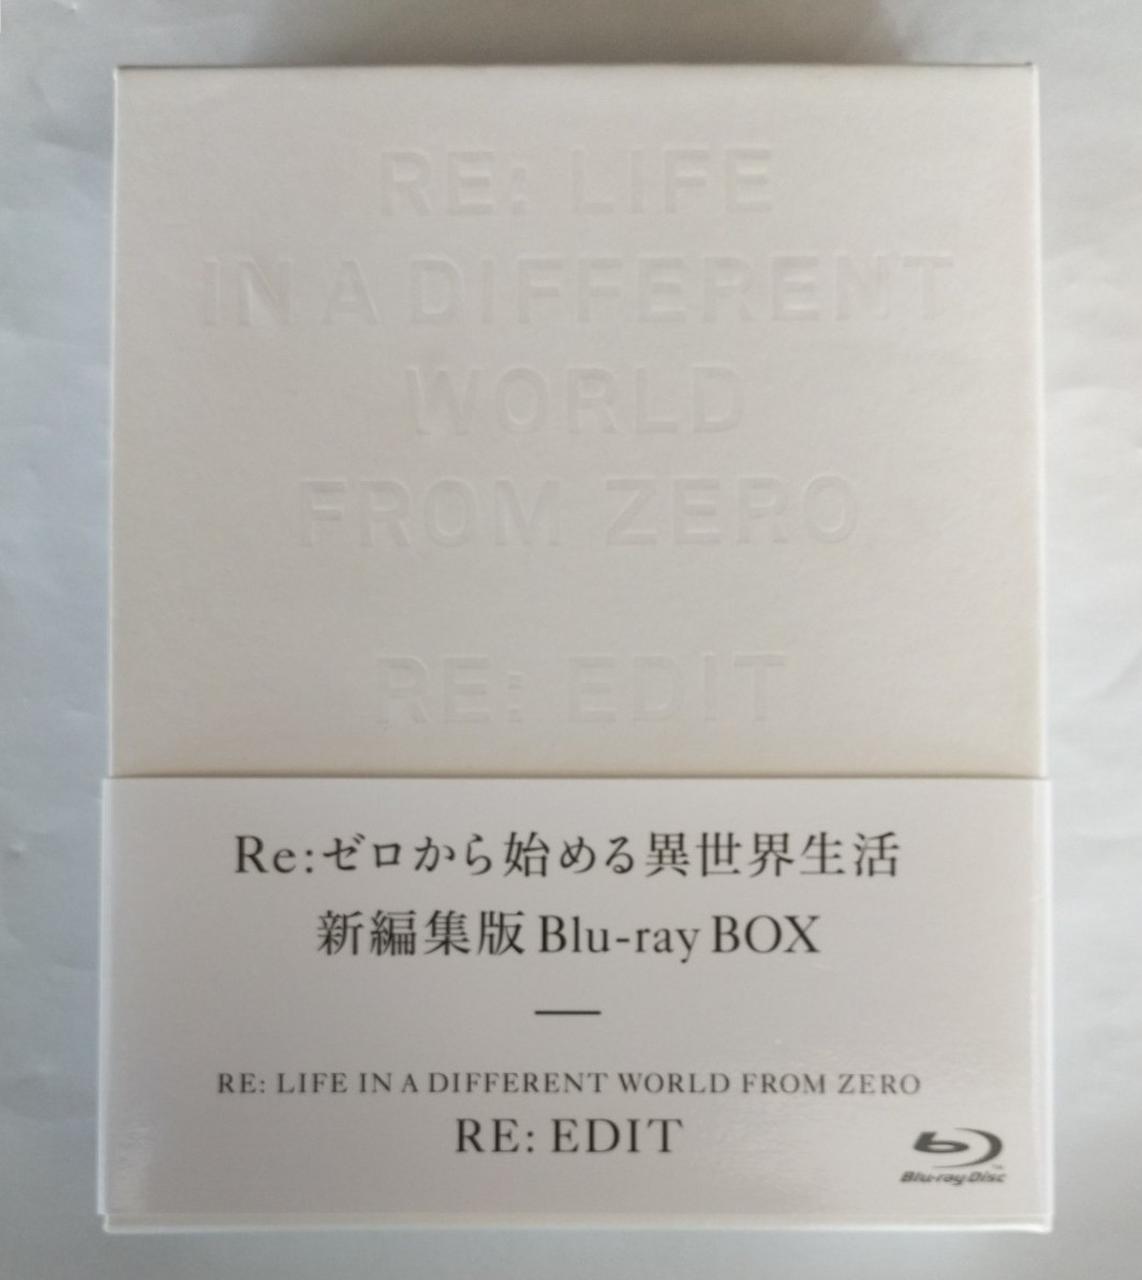 RE: LIFE
IN A DIFFERENT
WORLD
FROM ZERO
RE: EDIT
Re:ゼロから始める異世界生活
新編集版 Blu-ray BOX
RE: LIFE IN A DIFFERENT WORLD FROM ZERO
RE: EDIT
Blu-ray Disc™